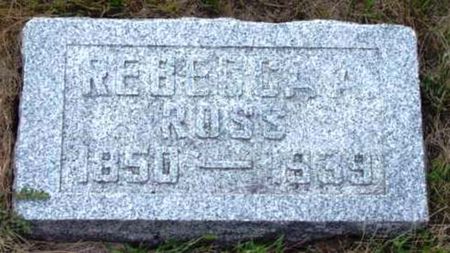 REBECCA A
ROSS
1850 — 1939